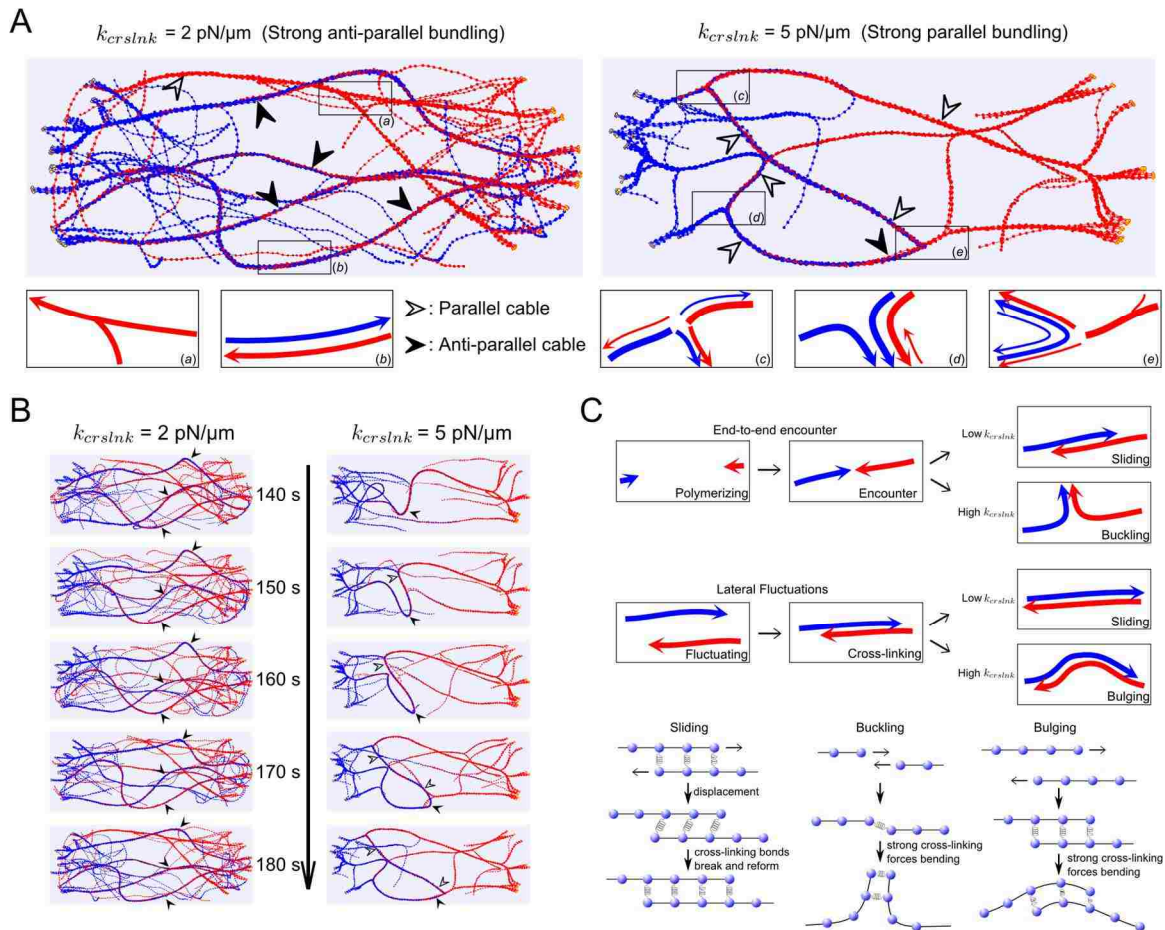 A
k_crslnk = 2 pN/µm (Strong anti-parallel bundling)
k_crslnk = 5 pN/µm (Strong parallel bundling)
(a)
(b)
(c)
(d)
(e)
(a)
(b)
: Parallel cable
: Anti-parallel cable
(c)
(d)
(e)
B
k_crslnk = 2 pN/µm
k_crslnk = 5 pN/µm
140 s
150 s
160 s
170 s
180 s
C
End-to-end encounter
Polymerizing
Encounter
Low k_crslnk
Sliding
High k_crslnk
Buckling
Lateral Fluctuations
Fluctuating
Cross-linking
Low k_crslnk
Sliding
High k_crslnk
Bulging
Sliding
displacement
cross-linking bonds
break and reform
Buckling
strong cross-linking
forces bending
Bulging
strong cross-linking
forces bending